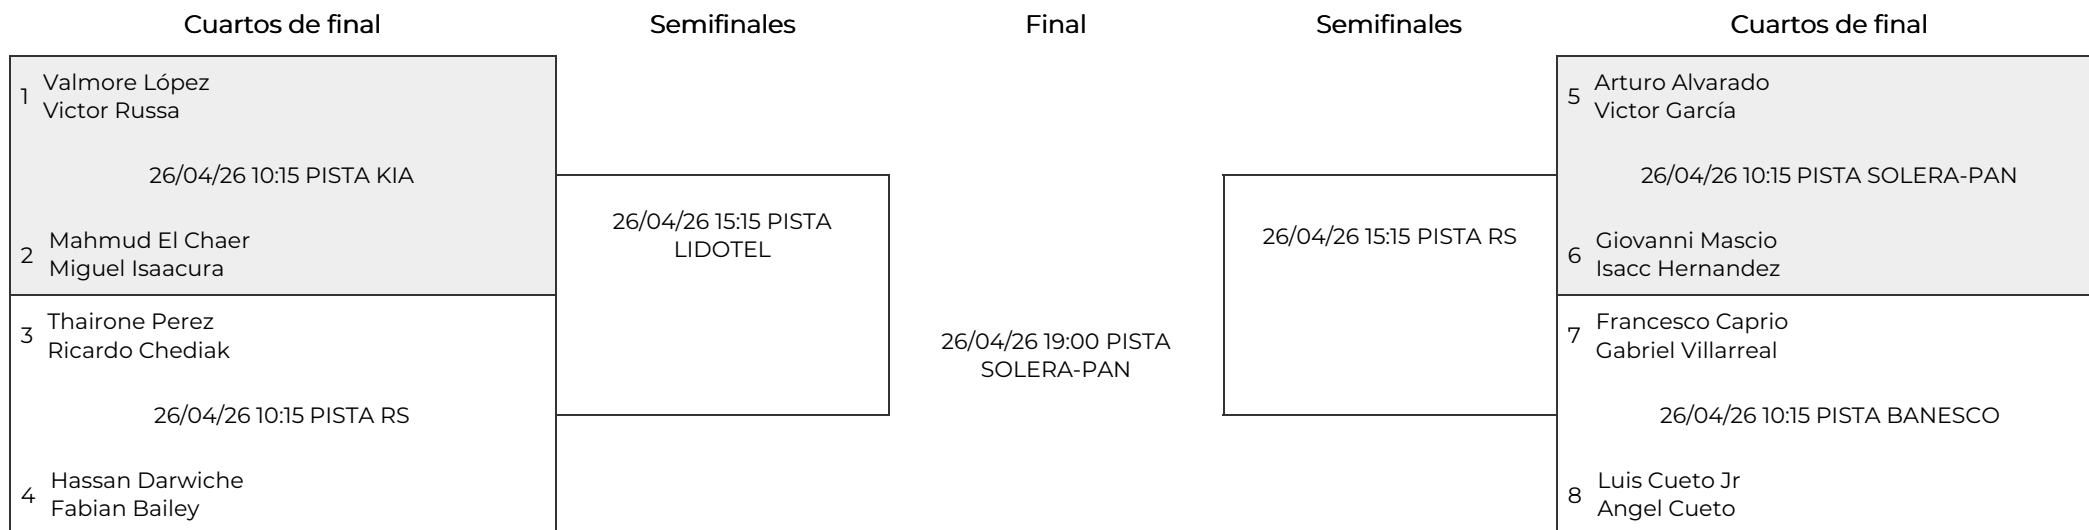 Cuartos de final
Semifinales
Final
Semifinales
Cuartos de final
1
Valmore López
Victor Russa
26/04/26 10:15 PISTA KIA
2
Mahmud El Chaer
Miguel Isaacura
3
Thairone Perez
Ricardo Chediak
26/04/26 10:15 PISTA RS
4
Hassan Darwiche
Fabian Bailey
26/04/26 15:15 PISTA
LIDOTEL
26/04/26 19:00 PISTA
SOLERA-PAN
26/04/26 15:15 PISTA RS
5
Arturo Alvarado
Victor García
26/04/26 10:15 PISTA SOLERA-PAN
6
Giovanni Mascio
Isacc Hernandez
7
Francesco Caprio
Gabriel Villarreal
26/04/26 10:15 PISTA BANESCO
8
Luis Cueto Jr
Angel Cueto